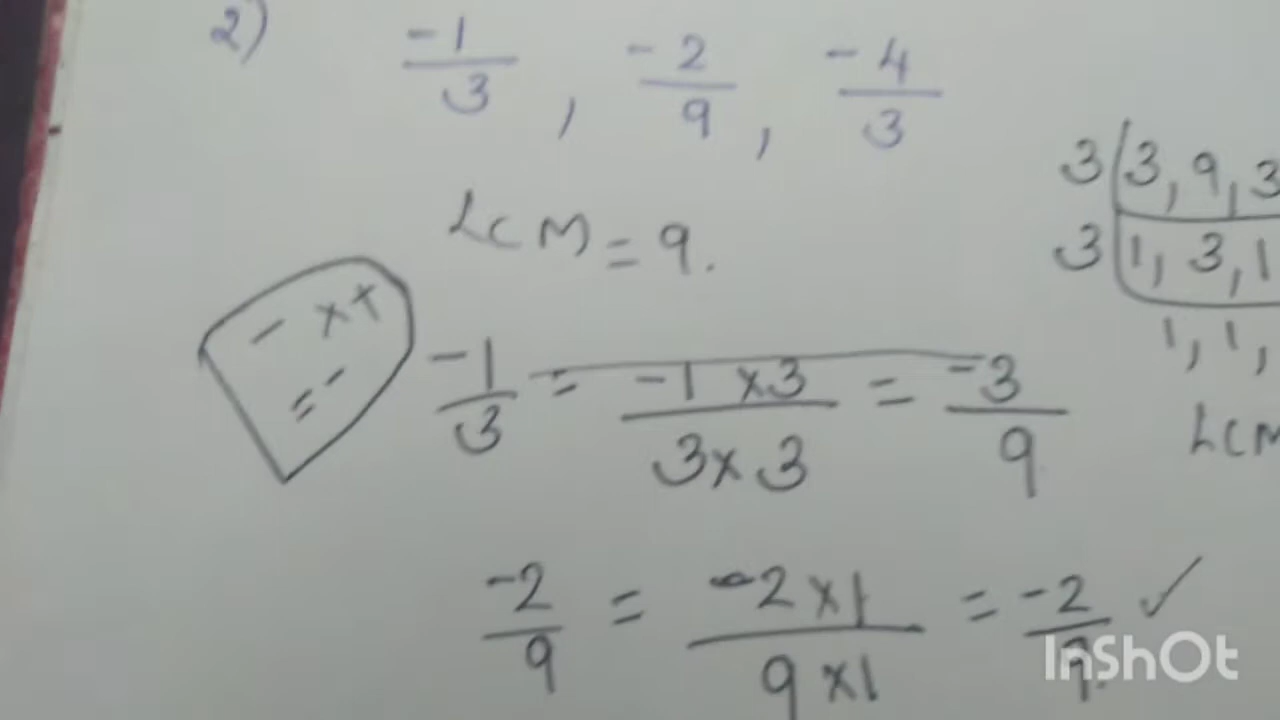 2) -1/3 , -2/9 , -4/3
3 | 3, 9, 3
3 | 1, 3, 1
1, 1,
LCM
LCM = 9.
- x +
= -
-1/3 = -1 x 3 / 3 x 3 = -3/9
-2/9 = -2 x 1 / 9 x 1 = -2/9 ✓
InShOt